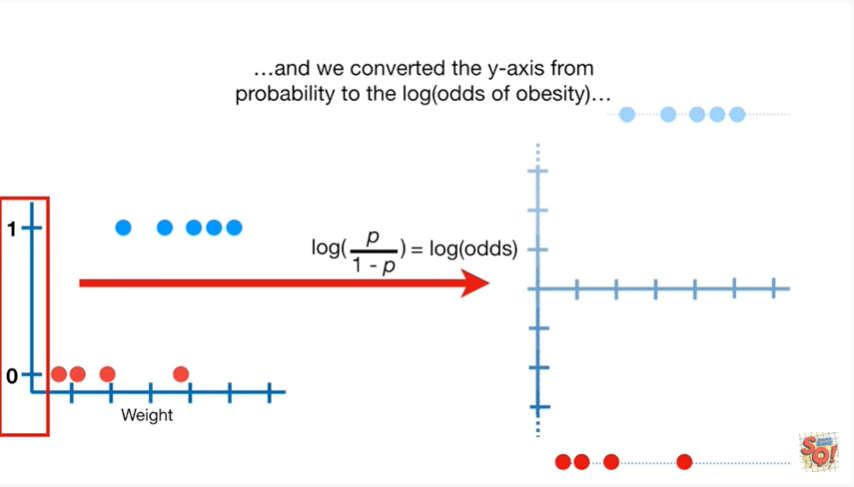 …and we converted the y-axis from
probability to the log(odds of obesity)…
1
log(p/1 - p) = log(odds)
0
Weight
SQ!